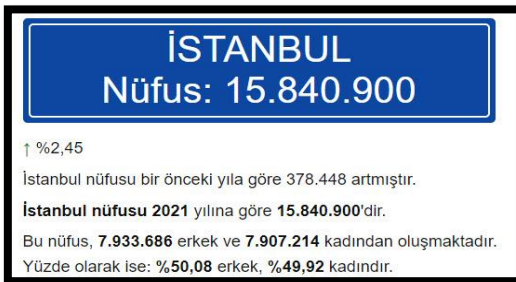 İSTANBUL
Nüfus: 15.840.900
↑ %2,45
İstanbul nüfusu bir önceki yıla göre 378.448 artmıştır.
İstanbul nüfusu 2021 yılına göre 15.840.900'dir.
Bu nüfus, 7.933.686 erkek ve 7.907.214 kadından oluşmaktadır.
Yüzde olarak ise: %50,08 erkek, %49,92 kadındır.